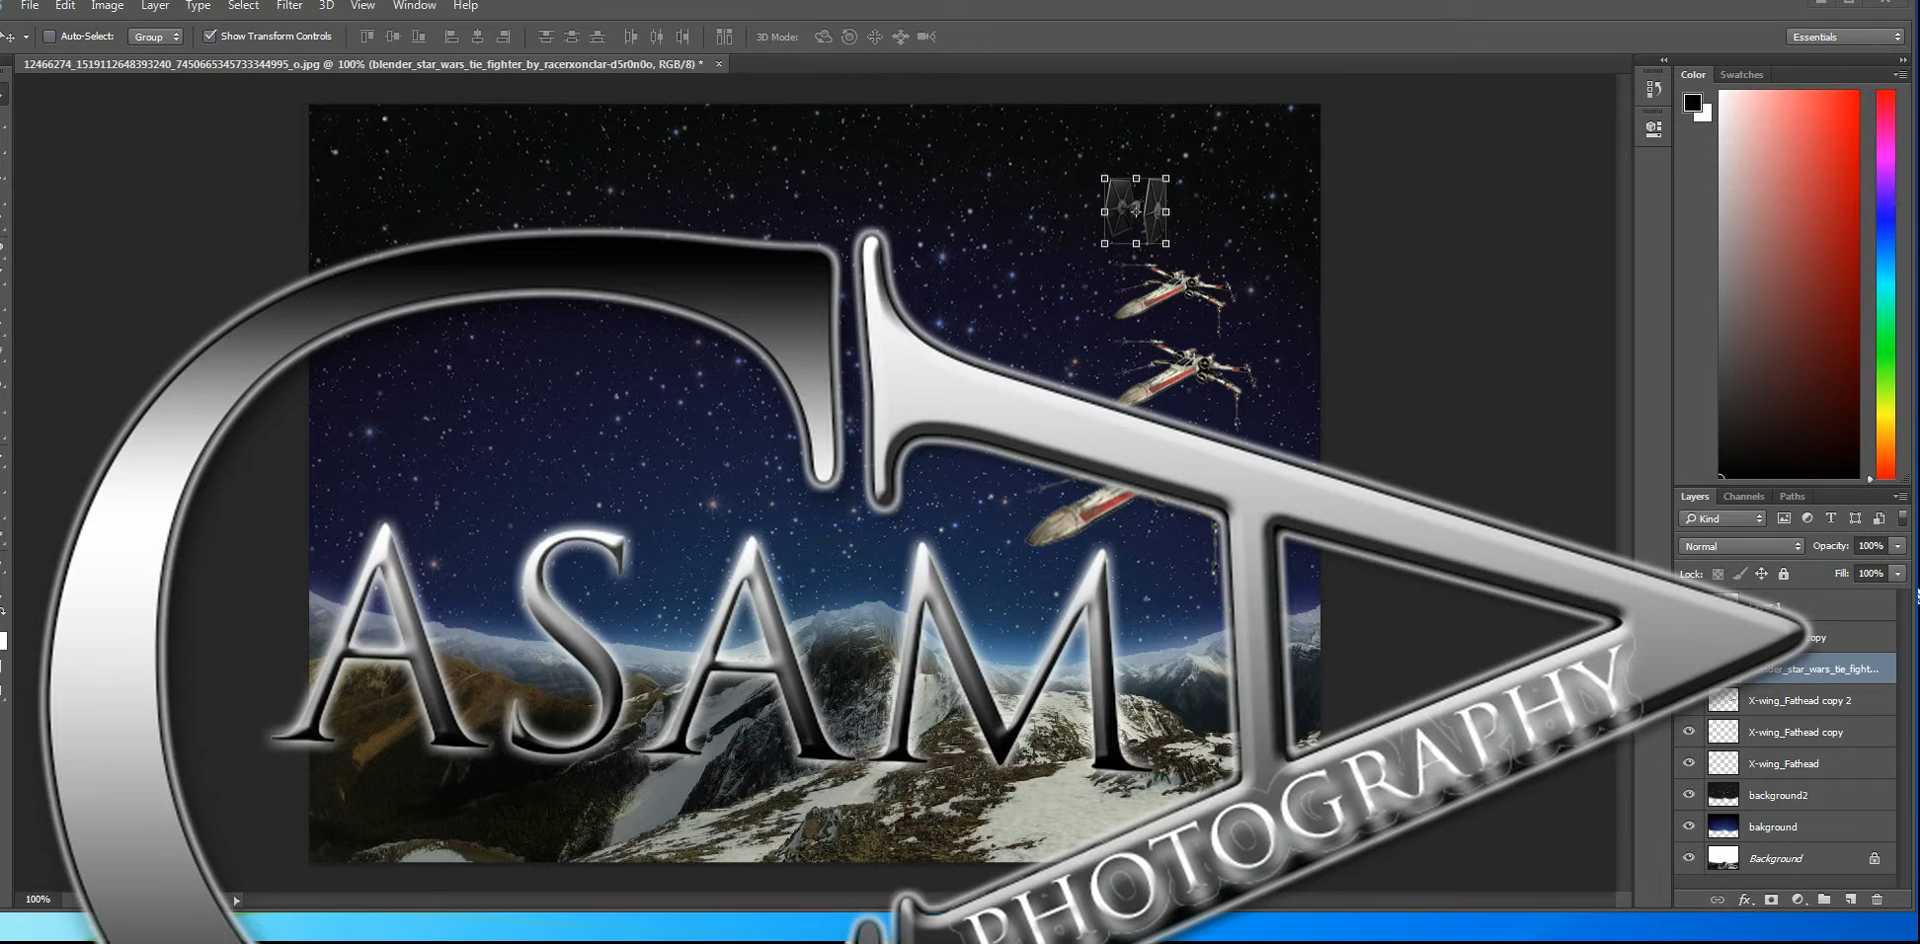 File Edit Image Layer Type Select Filter 3D View Window Help
Auto-Select: Group Show Transform Controls 3D Mode: Essentials
12466274_1519112648393240_7450665345733344995_o.jpg @ 100% (blender_star_wars_tie_fighter_by_racerxonclar-d5r0n0o, RGB/8) *
Color Swatches
Layers Channels Paths
Kind
Normal Opacity: 100%
Lock: Fill: 100%
X-wing_Fathead copy 2
X-wing_Fathead copy
X-wing_Fathead
background2
bakground
Background
100%
CASAMA
PHOTOGRAPHY